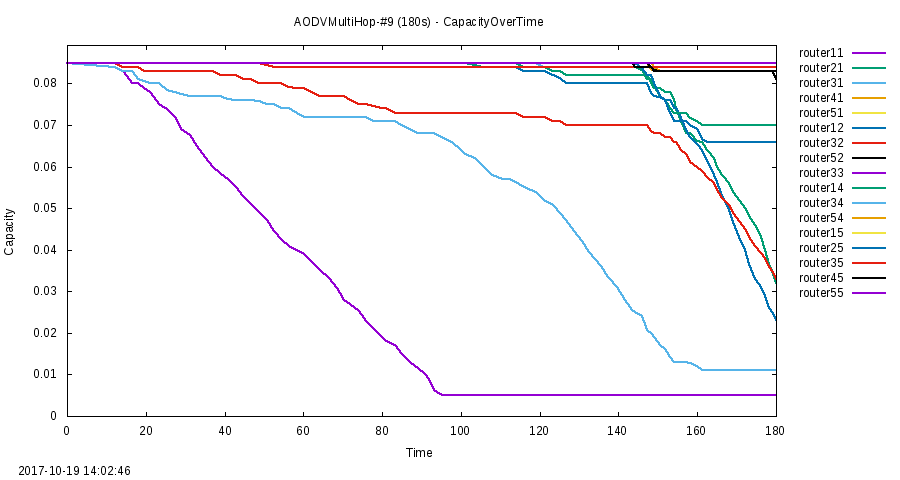 AODVMultiHop-#9 (180s) - CapacityOverTime
router11
router21
router31
router41
router51
router12
router32
router52
router33
router14
router34
router54
router15
router25
router35
router45
router55
0.08
0.07
0.06
0.05
0.04
0.03
0.02
0.01
0
Capacity
0 20 40 60 80 100 120 140 160 180
Time
2017-10-19 14:02:46